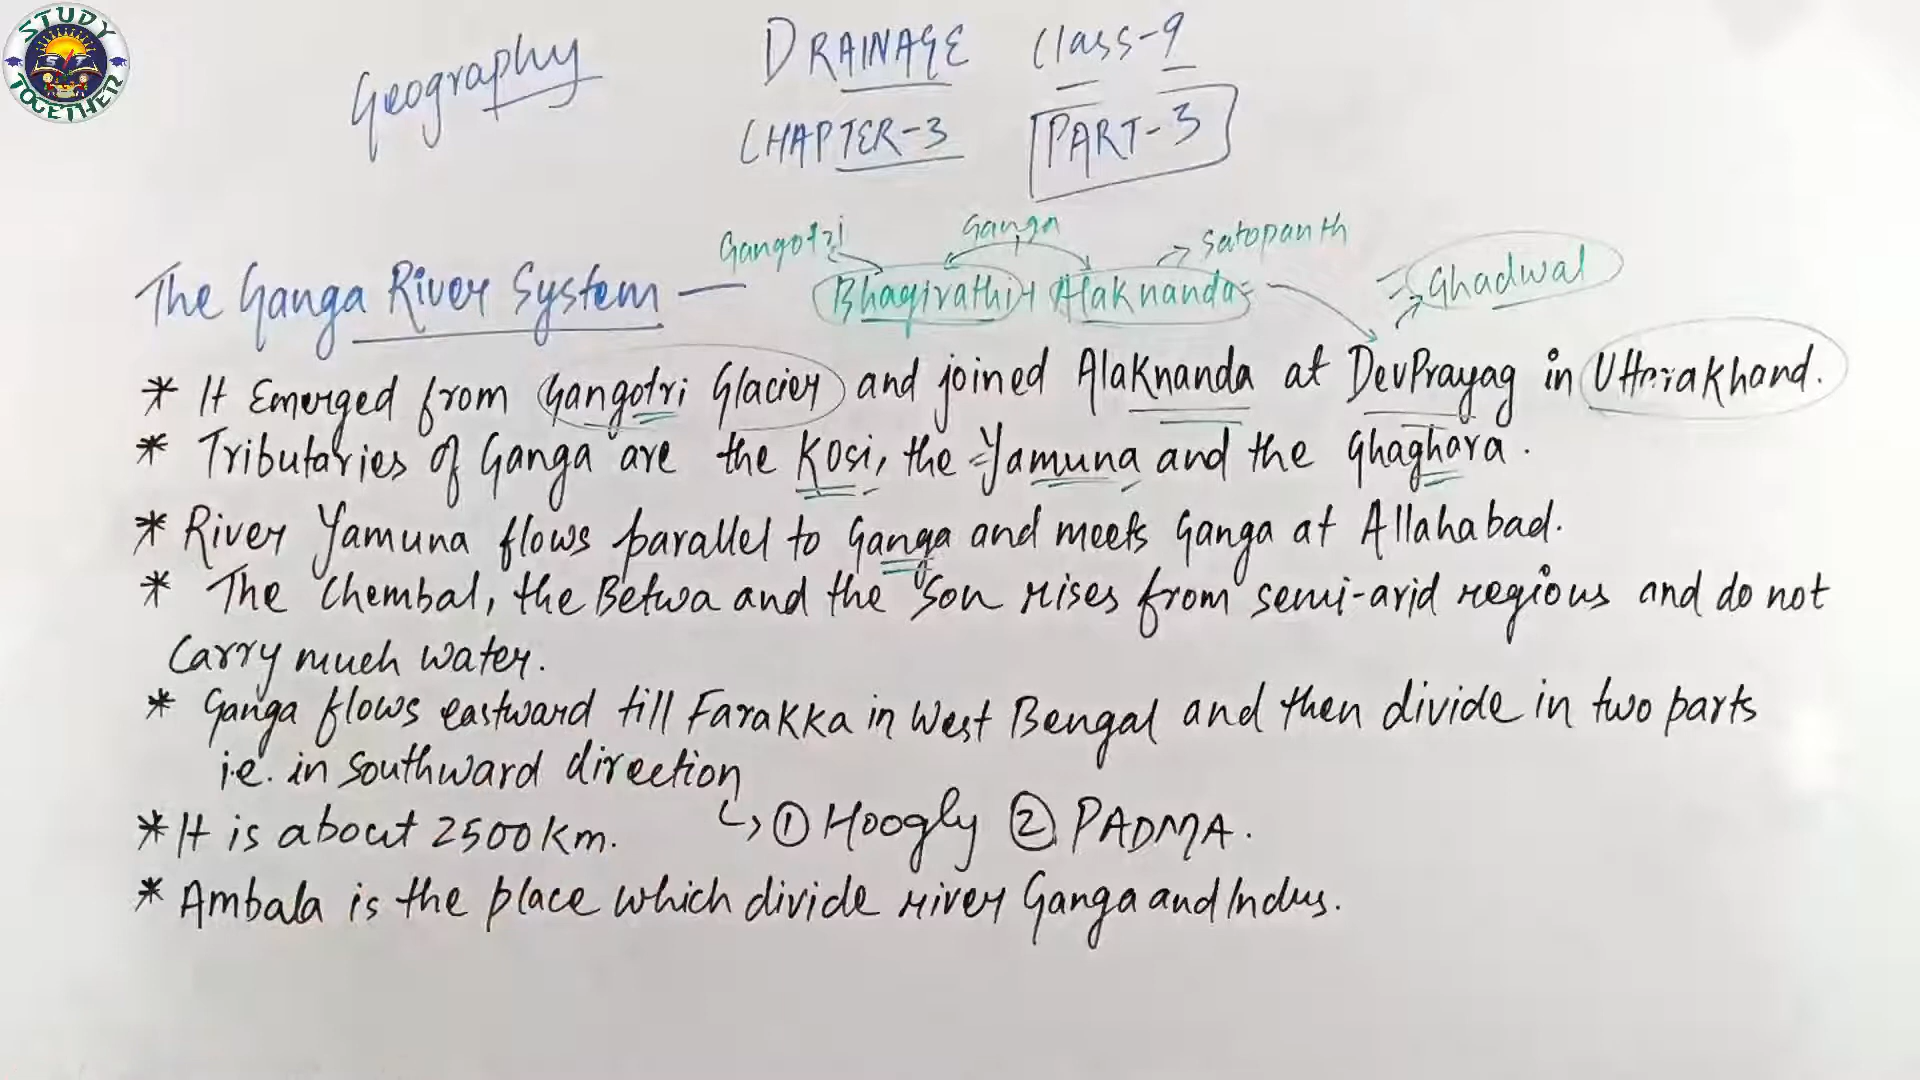 STUDY
ST
TOGETHER
Geography
DRAINAGE Class-9
CHAPTER-3 PART-3
Gangotri Ganga Satopanth
The Ganga River System — Bhagirathi + Alaknanda = Ghadwal
* It Emerged from Gangotri Glacier and joined Alaknanda at DevPrayag in Uttarakhand.
* Tributaries of Ganga are the Kosi, the Yamuna and the Ghaghara.
* River Yamuna flows parallel to Ganga and meets Ganga at Allahabad.
* The Chembal, the Betwa and the Son rises from semi-arid regions and do not
Carry much water.
* Ganga flows eastward till Farakka in West Bengal and then divide in two parts
i.e. in southward direction
* It is about 2500km. ↳ ① Hoogly ② PADMA.
* Ambala is the place which divide river Ganga and Indus.